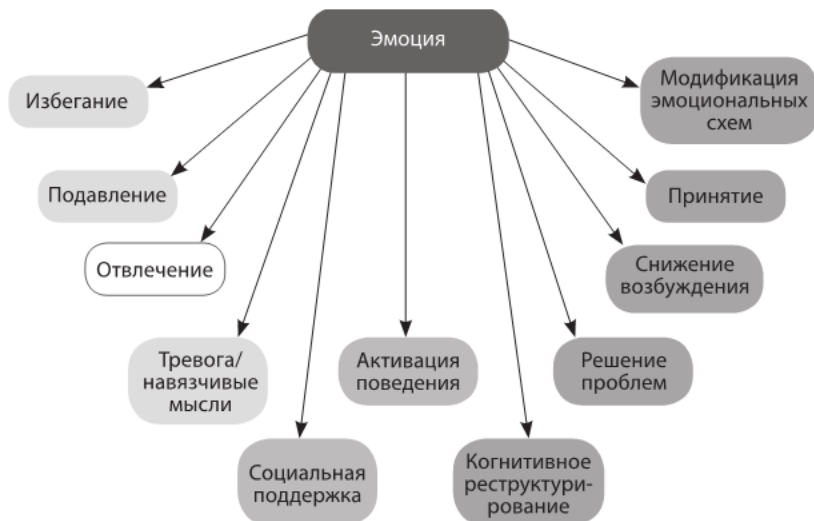 Эмоция
Избегание
Модификация
эмоциональных
схем
Подавление
Принятие
Отвлечение
Снижение
возбуждения
Тревога/
навязчивые
мысли
Активация
поведения
Решение
проблем
Социальная
поддержка
Когнитивное
реструктури-
рование